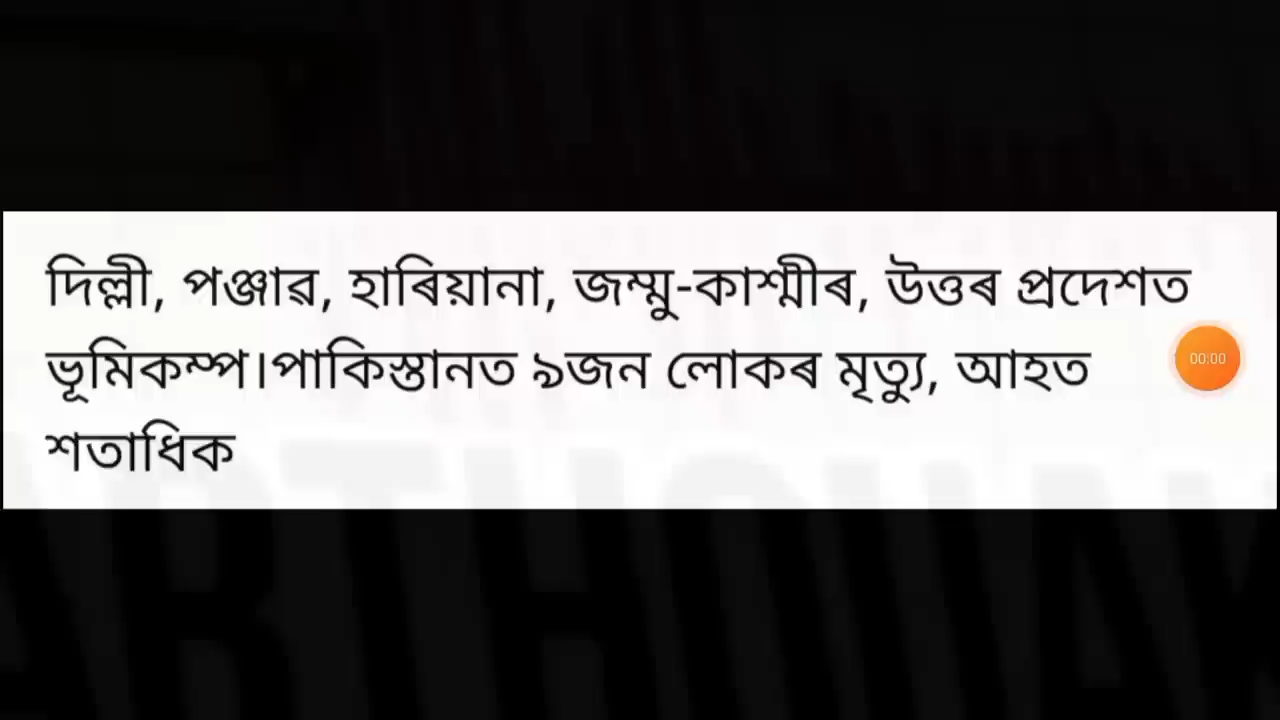 দিল্লী, পঞ্জাৱ, হাৰিয়ানা, জম্মু-কাশ্মীৰ, উত্তৰ প্ৰদেশত
ভূমিকম্প।পাকিস্তানত ৯জন লোকৰ মৃত্যু, আহত
শতাধিক
00:00